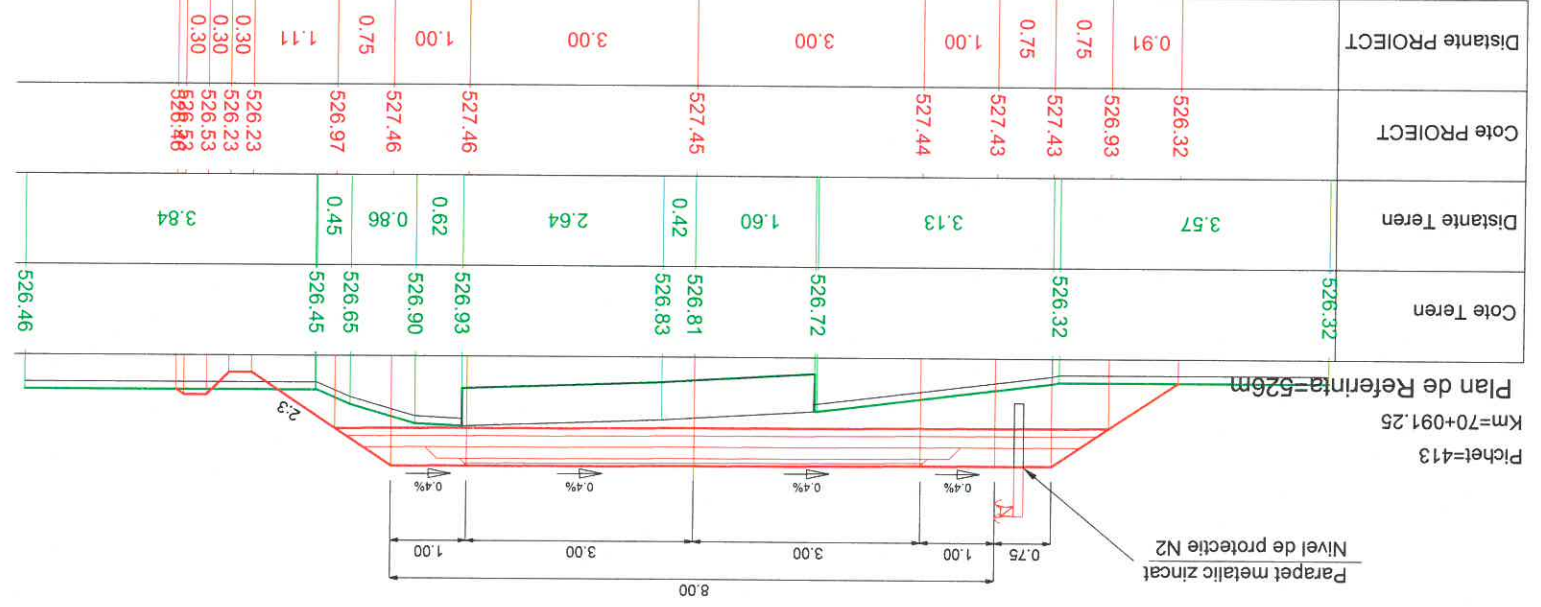 8.00
Parapet metalic zincat
Nivel de protectie N2
0.75 1.00 3.00 3.00 1.00
0.4% 0.4% 0.4% 0.4%
Pichet=413
Km=70+091.25
Plan de Referinta=526m
2:3
Cote Teren 526.32 526.32 526.72 526.81 526.83 526.93 526.90 526.65 526.45 526.46
Distante Teren 3.57 3.13 1.60 0.42 2.64 0.62 0.86 0.45 3.84
Cote PROIECT 526.32 526.93 527.43 527.43 527.44 527.45 527.46 527.46 526.97 526.23 526.23 526.53 526.53 526.46
Distante PROIECT 0.91 0.75 0.75 1.00 3.00 3.00 1.00 0.75 1.11 0.30 0.30 0.30